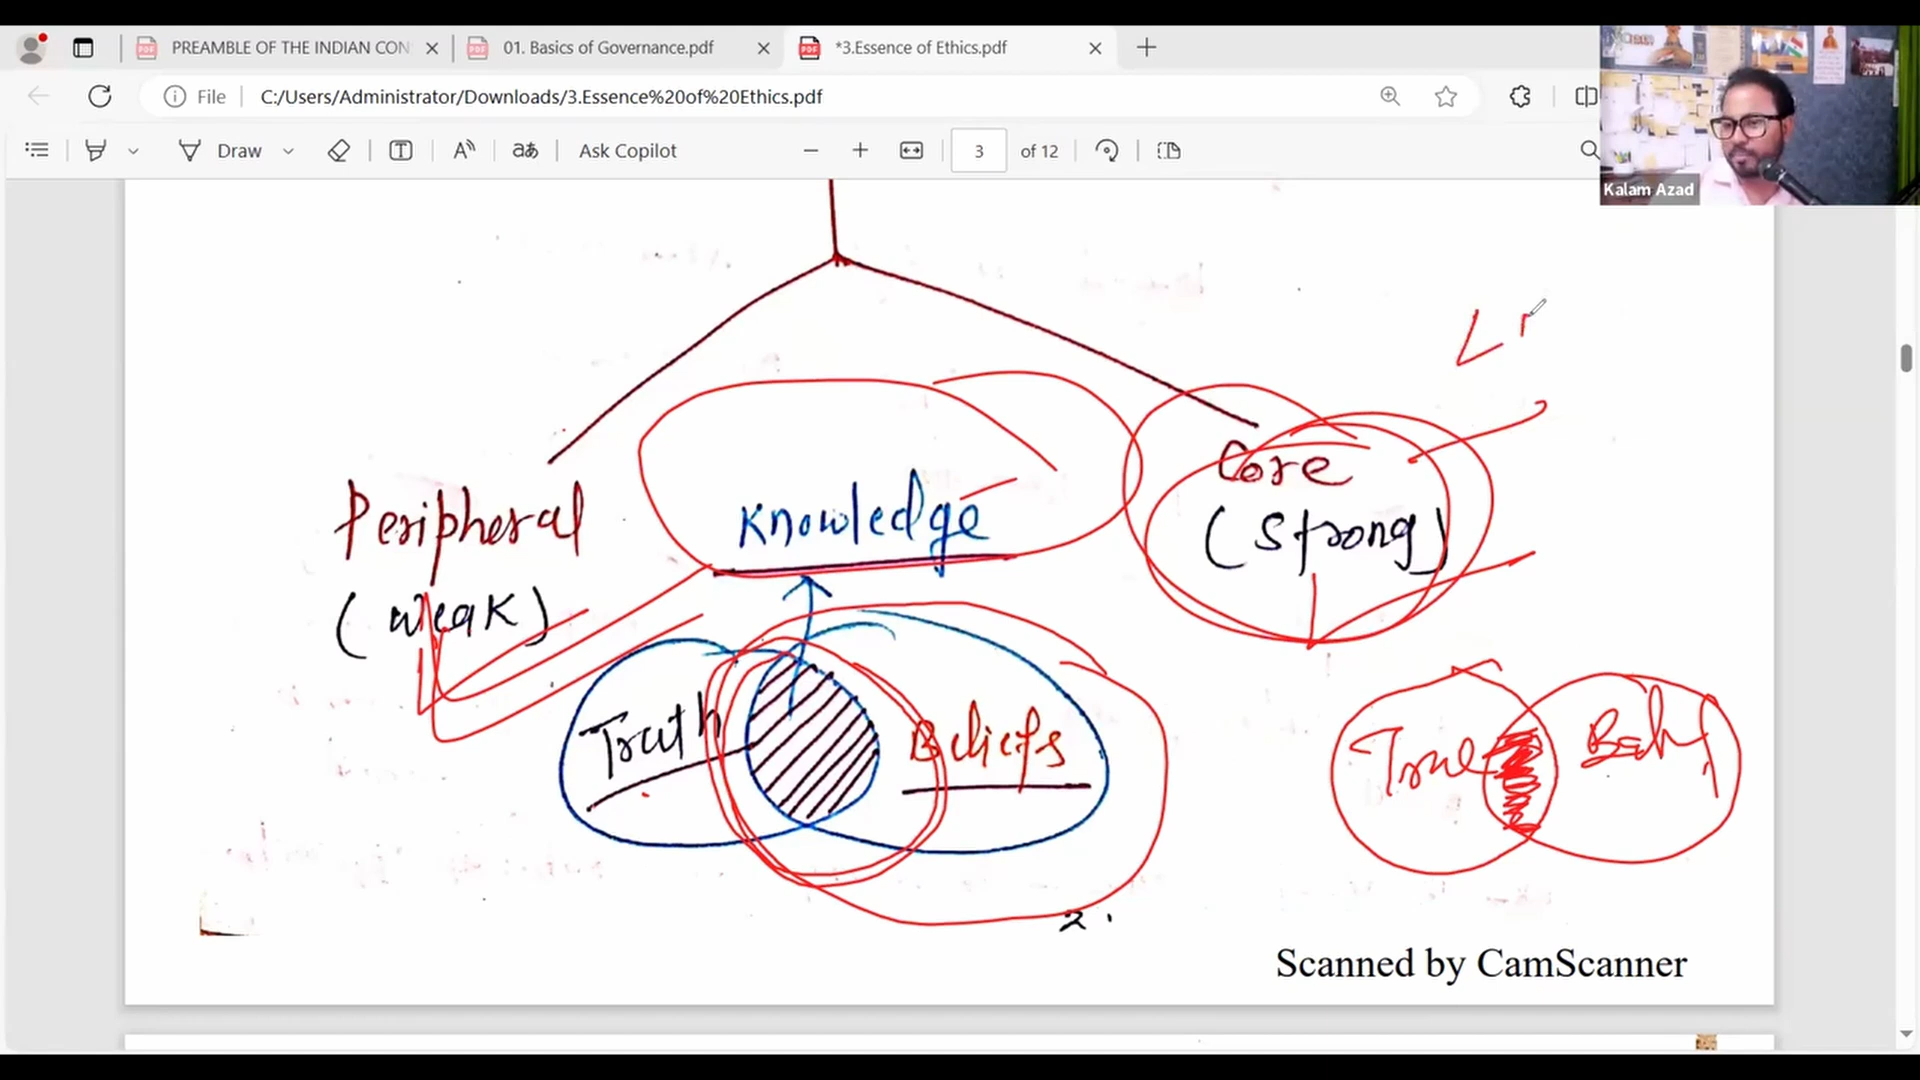 PREAMBLE OF THE INDIAN CON
01. Basics of Governance.pdf
*3.Essence of Ethics.pdf
File
C:/Users/Administrator/Downloads/3.Essence%20of%20Ethics.pdf
Draw
Ask Copilot
3
of 12
Kalam Azad
Core
(Strong)
Peripheral
(weak)
Knowledge
Truth
Beliefs
True
2.
Scanned by CamScanner